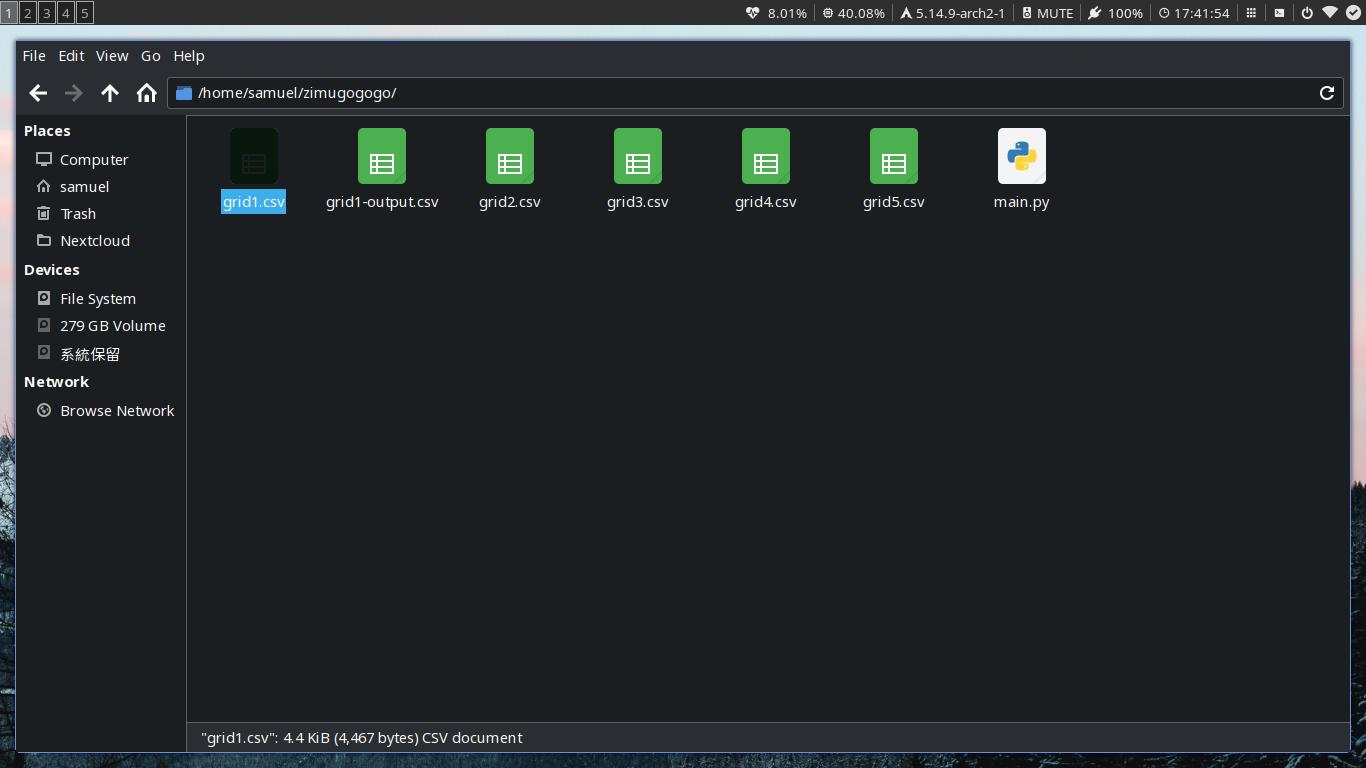 1 2 3 4 5 8.01% 40.08% 5.14.9-arch2-1 MUTE 100% 17:41:54
File Edit View Go Help
/home/samuel/zimugogogo/
Places
Computer
samuel
Trash
Nextcloud
Devices
File System
279 GB Volume
系統保留
Network
Browse Network
grid1.csv grid1-output.csv grid2.csv grid3.csv grid4.csv grid5.csv main.py
"grid1.csv": 4.4 KiB (4,467 bytes) CSV document